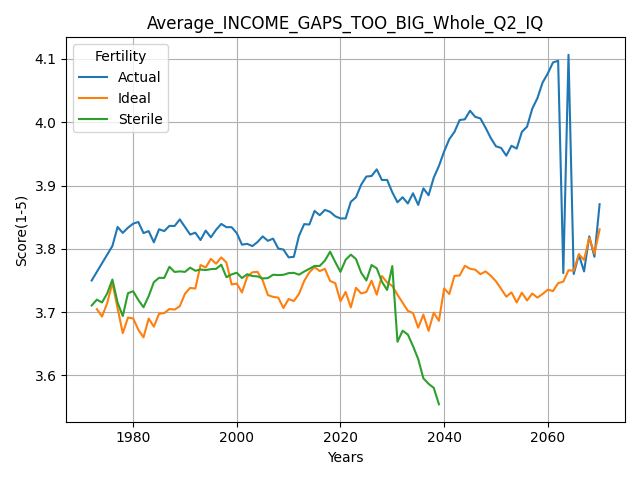 Average_INCOME_GAPS_TOO_BIG_Whole_Q2_IQ
Fertility
Actual
Ideal
Sterile
Score(1-5)
4.1
4.0
3.9
3.8
3.7
3.6
1980 2000 2020 2040 2060
Years